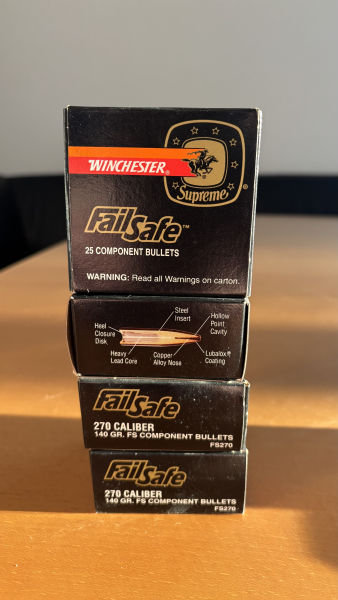 WINCHESTER®
Supreme®
FailSafe™
25 COMPONENT BULLETS
WARNING: Read all Warnings on carton.
Heel
Closure
Disk
Steel
Insert
Hollow
Point
Cavity
Heavy
Lead Core
Copper
Alloy Nose
Lubalox®
Coating
FailSafe
270 CALIBER
140 GR. FS COMPONENT BULLETS
FS270
FailSafe
270 CALIBER
140 GR. FS COMPONENT BULLETS
FS270